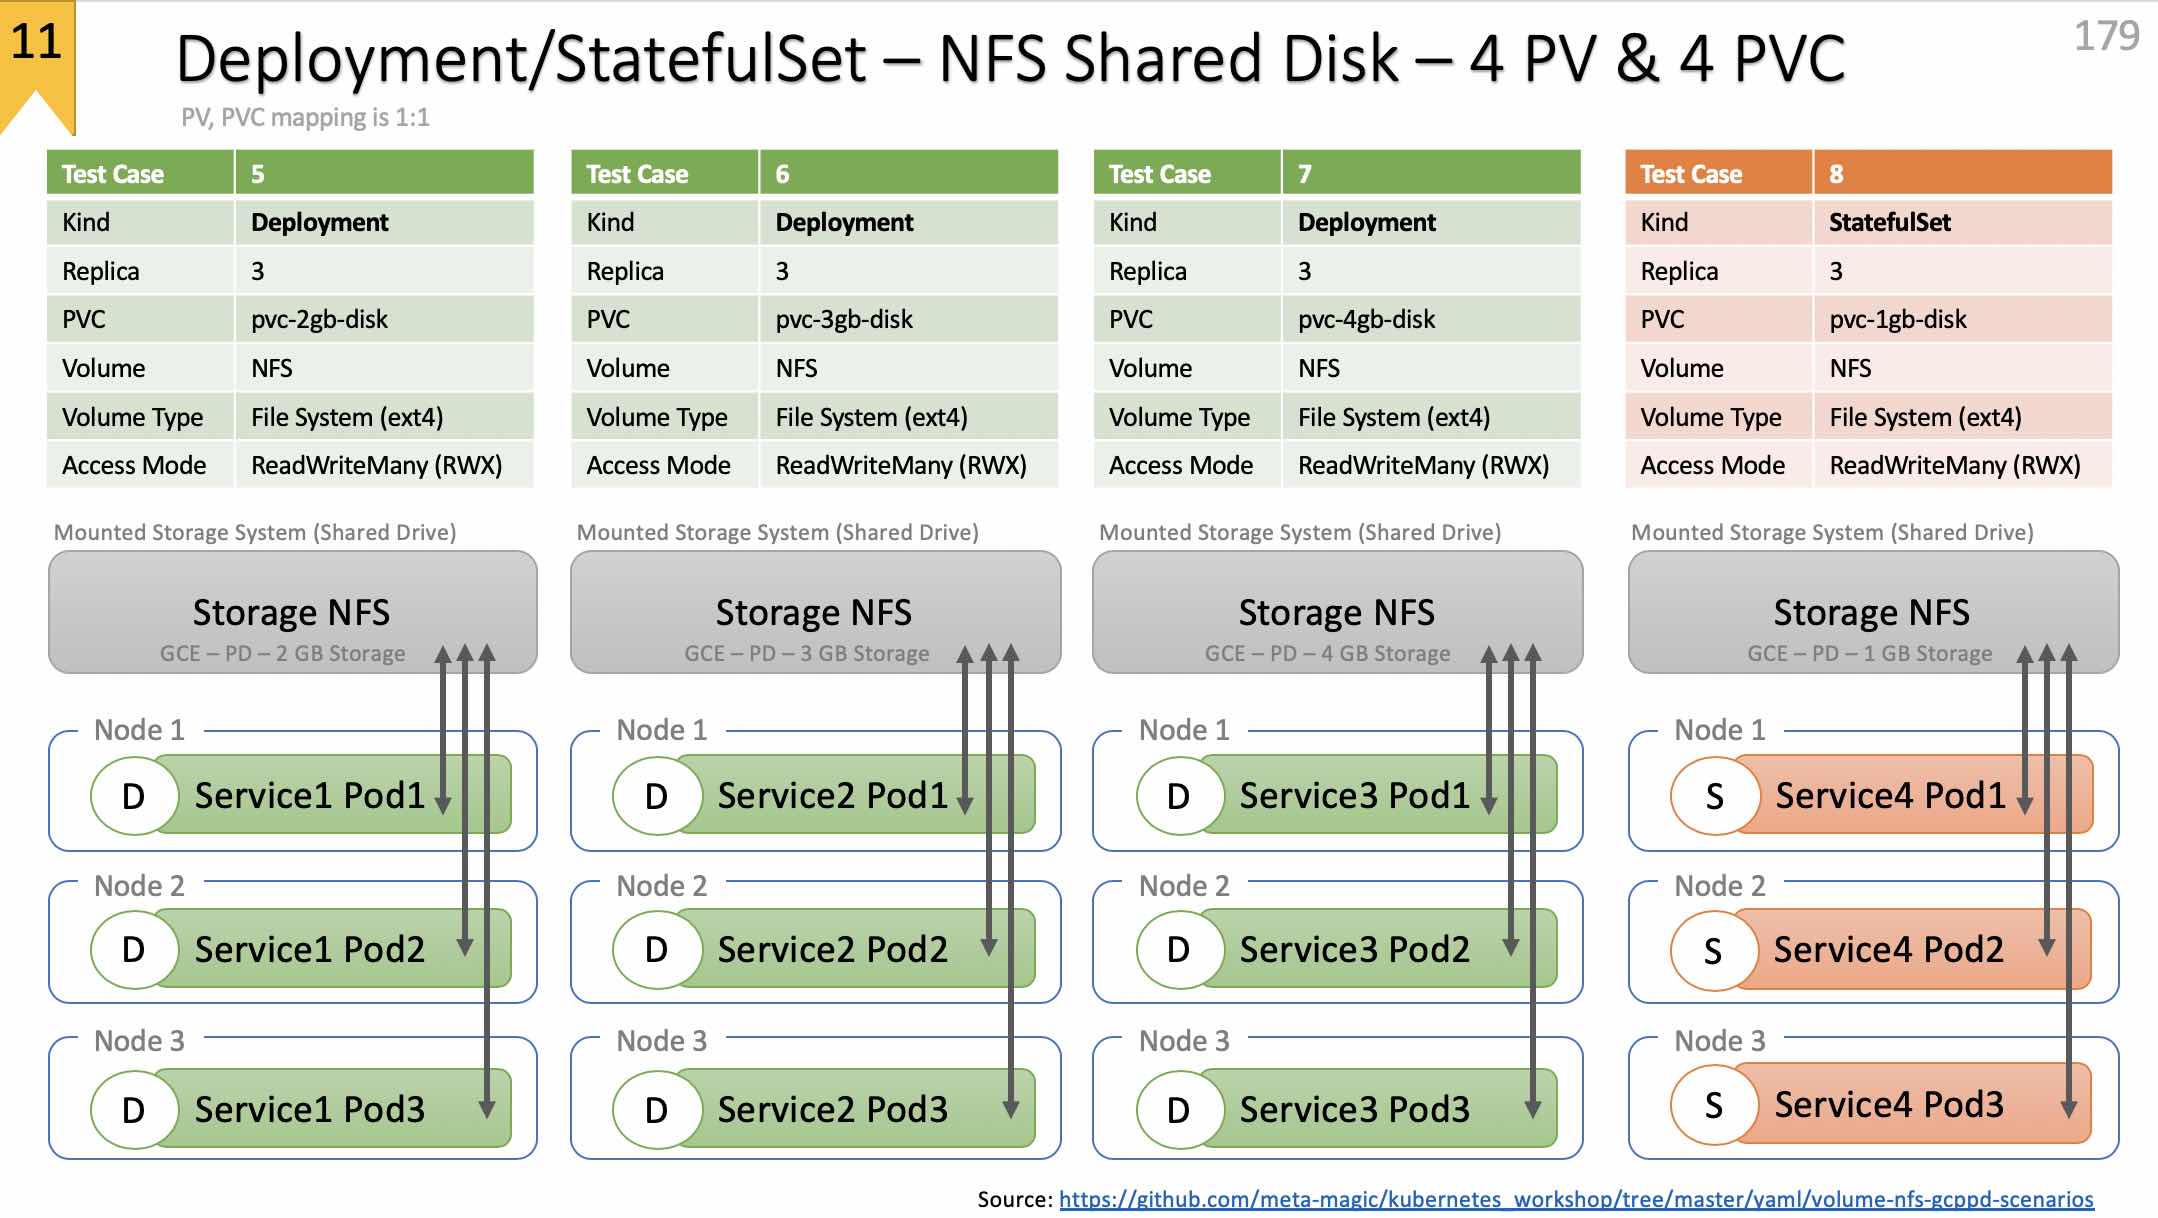 11
Deployment/StatefulSet – NFS Shared Disk – 4 PV & 4 PVC
179
PV, PVC mapping is 1:1
Test Case 5
Kind Deployment
Replica 3
PVC pvc-2gb-disk
Volume NFS
Volume Type File System (ext4)
Access Mode ReadWriteMany (RWX)
Test Case 6
Kind Deployment
Replica 3
PVC pvc-3gb-disk
Volume NFS
Volume Type File System (ext4)
Access Mode ReadWriteMany (RWX)
Test Case 7
Kind Deployment
Replica 3
PVC pvc-4gb-disk
Volume NFS
Volume Type File System (ext4)
Access Mode ReadWriteMany (RWX)
Test Case 8
Kind StatefulSet
Replica 3
PVC pvc-1gb-disk
Volume NFS
Volume Type File System (ext4)
Access Mode ReadWriteMany (RWX)
Mounted Storage System (Shared Drive)
Storage NFS
GCE – PD – 2 GB Storage
Node 1
D Service1 Pod1
Node 2
D Service1 Pod2
Node 3
D Service1 Pod3
Mounted Storage System (Shared Drive)
Storage NFS
GCE – PD – 3 GB Storage
Node 1
D Service2 Pod1
Node 2
D Service2 Pod2
Node 3
D Service2 Pod3
Mounted Storage System (Shared Drive)
Storage NFS
GCE – PD – 4 GB Storage
Node 1
D Service3 Pod1
Node 2
D Service3 Pod2
Node 3
D Service3 Pod3
Mounted Storage System (Shared Drive)
Storage NFS
GCE – PD – 1 GB Storage
Node 1
S Service4 Pod1
Node 2
S Service4 Pod2
Node 3
S Service4 Pod3
Source: https://github.com/meta-magic/kubernetes_workshop/tree/master/yaml/volume-nfs-gcppd-scenarios